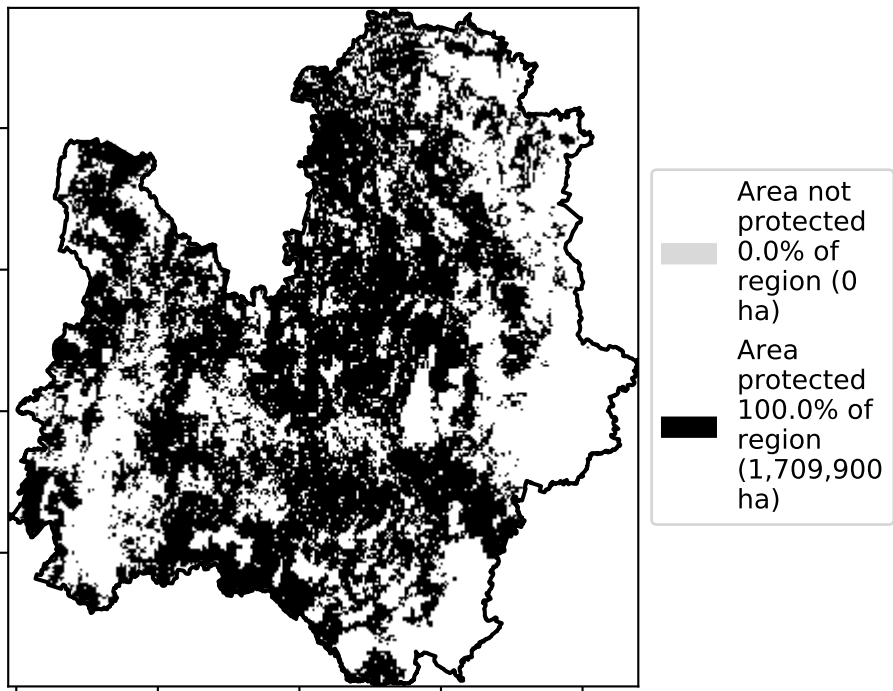 Area not
protected
0.0% of
region (0
ha)
Area
protected
100.0% of
region
(1,709,900
ha)